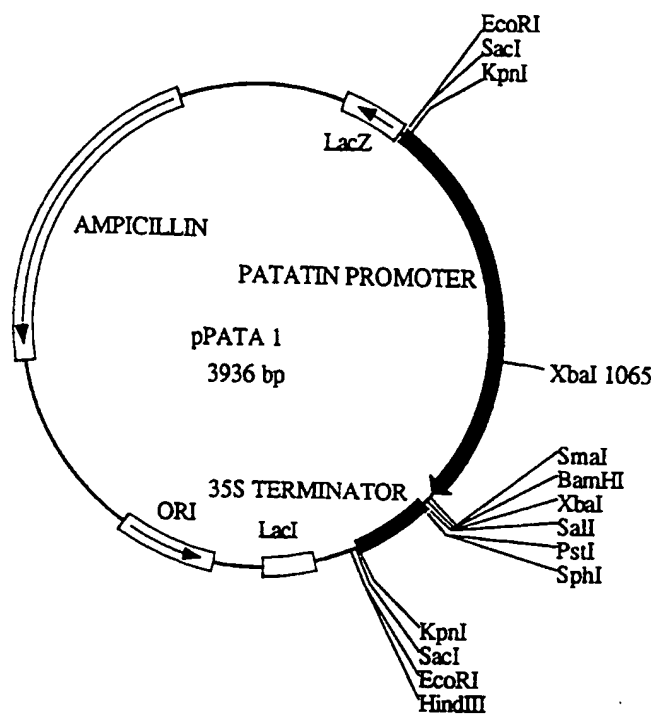 EcoRI
SacI
KpnI
LacZ
AMPICILLIN
PATATIN PROMOTER
pPATA 1
3936 bp
XbaI 1065
SmaI
BamHI
XbaI
SalI
PstI
SphI
35S TERMINATOR
ORI
LacI
KpnI
SacI
EcoRI
HindIII